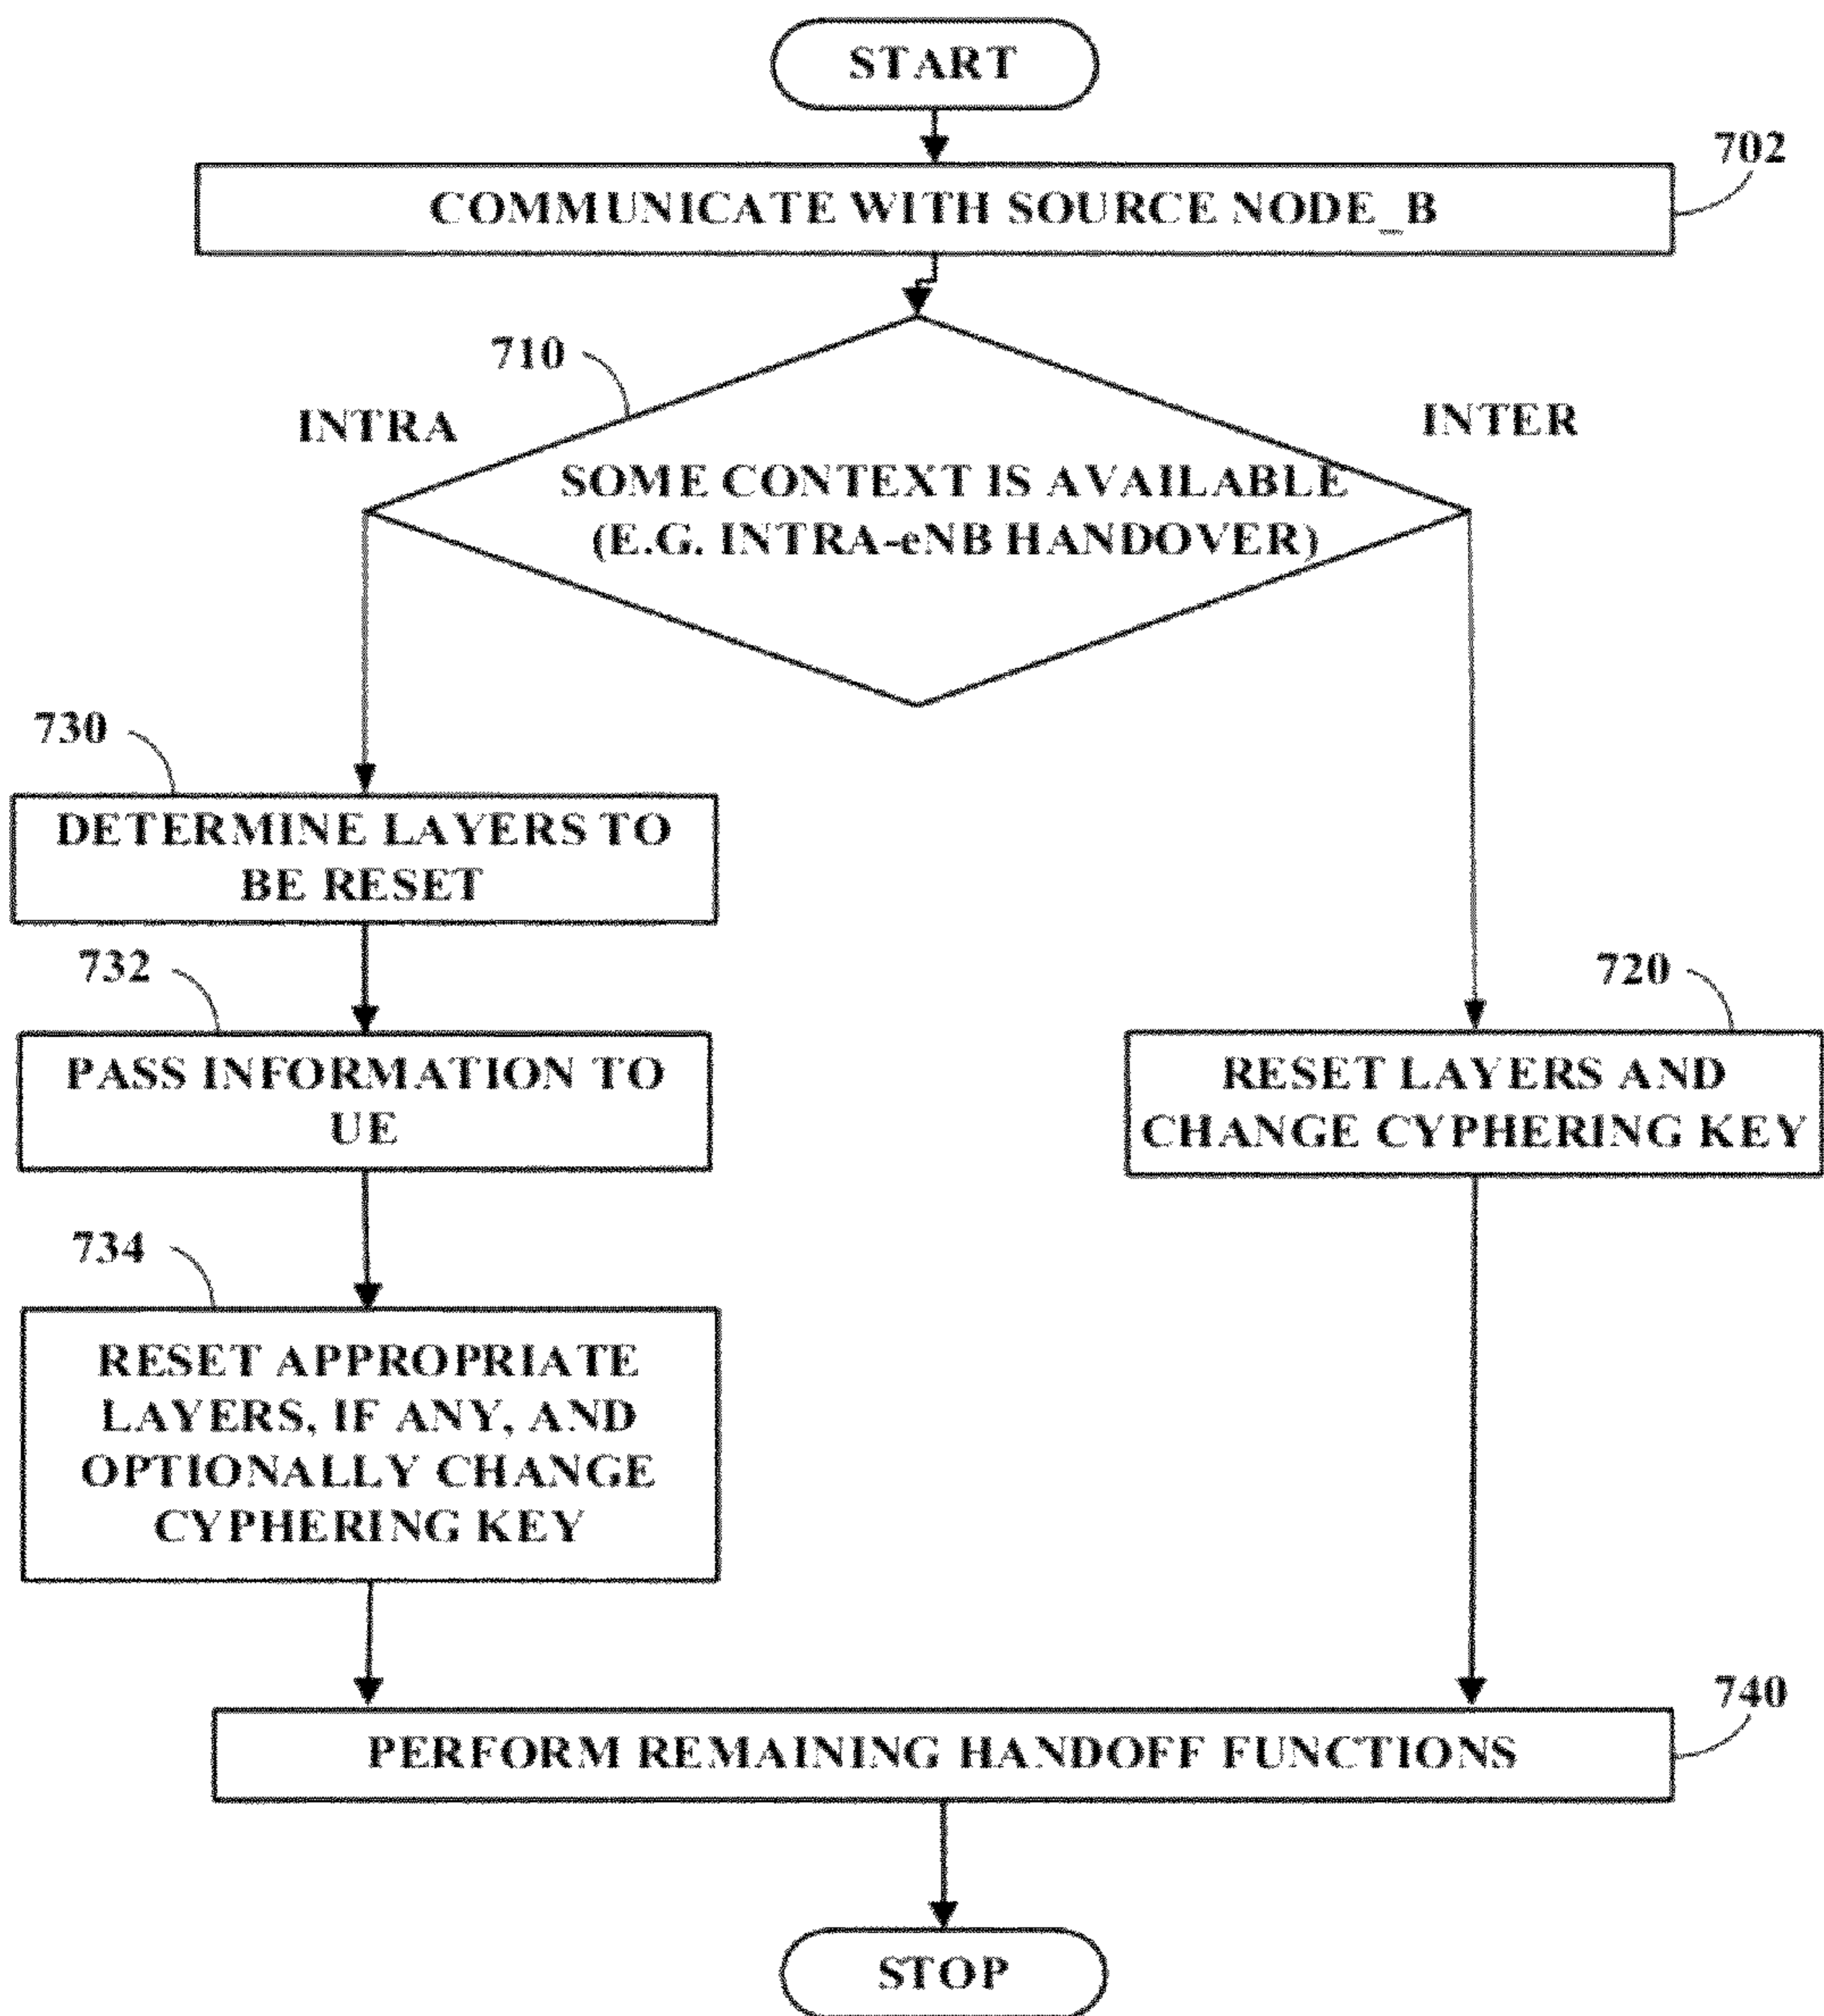 START
702
COMMUNICATE WITH SOURCE NODE_B
710
INTRA
INTER
SOME CONTEXT IS AVAILABLE
(E.G. INTRA-eNB HANDOVER)
730
DETERMINE LAYERS TO
BE RESET
732
PASS INFORMATION TO
UE
720
RESET LAYERS AND
CHANGE CYPHERING KEY
734
RESET APPROPRIATE
LAYERS, IF ANY, AND
OPTIONALLY CHANGE
CYPHERING KEY
740
PERFORM REMAINING HANDOFF FUNCTIONS
STOP